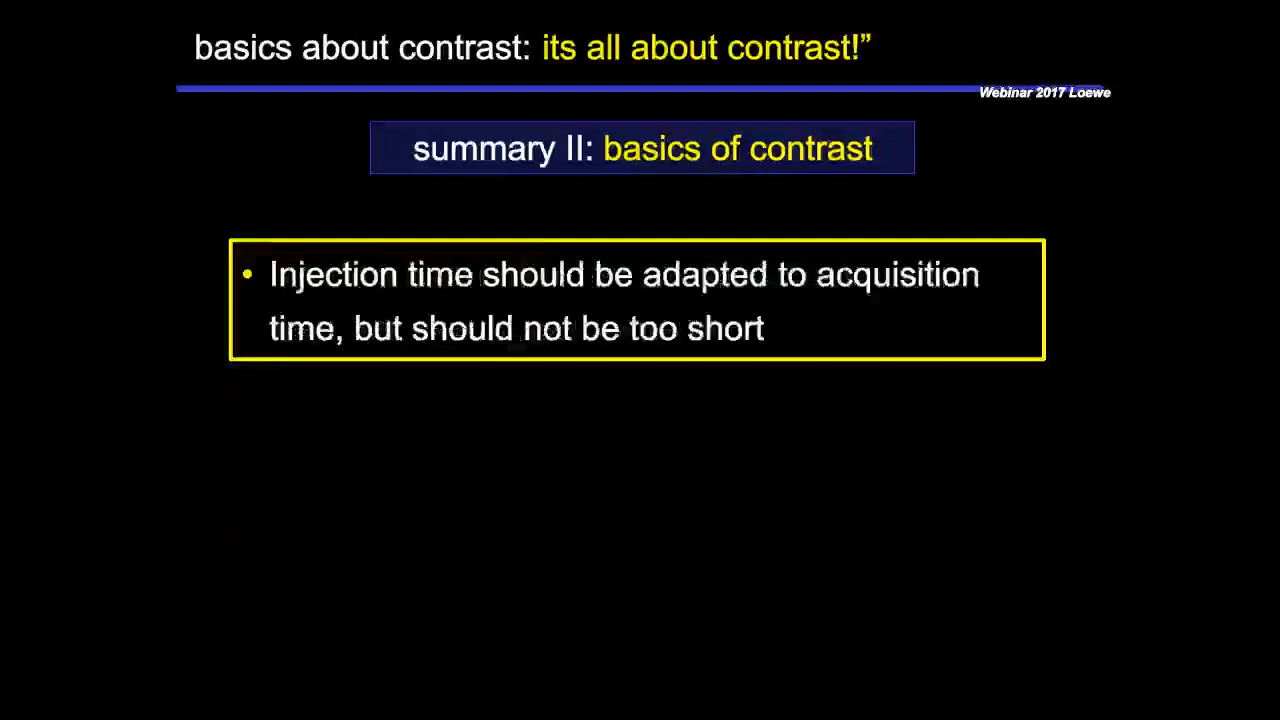 basics about contrast: its all about contrast!”
Webinar 2017 Loewe
summary II: basics of contrast
• Injection time should be adapted to acquisition
time, but should not be too short